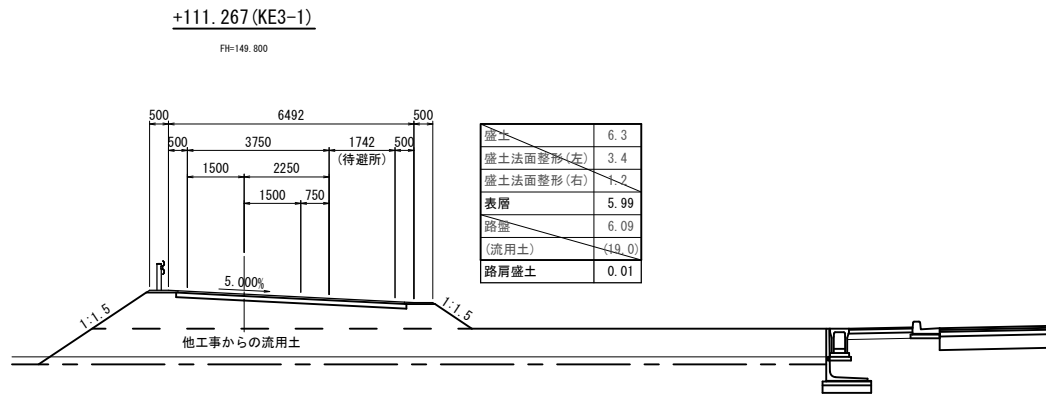 +111.267(KE3-1)
FH=149.800
500 6492 500
500 3750 1742 500
(待避所)
1500 2250
1500 750
5.000%
1:1.5
1:1.5
他工事からの流用土
盛土 6.3
盛土法面整形(左) 3.4
盛土法面整形(右) 1.2
表層 5.99
路盤 6.09
(流用土) (19.0)
路肩盛土 0.01